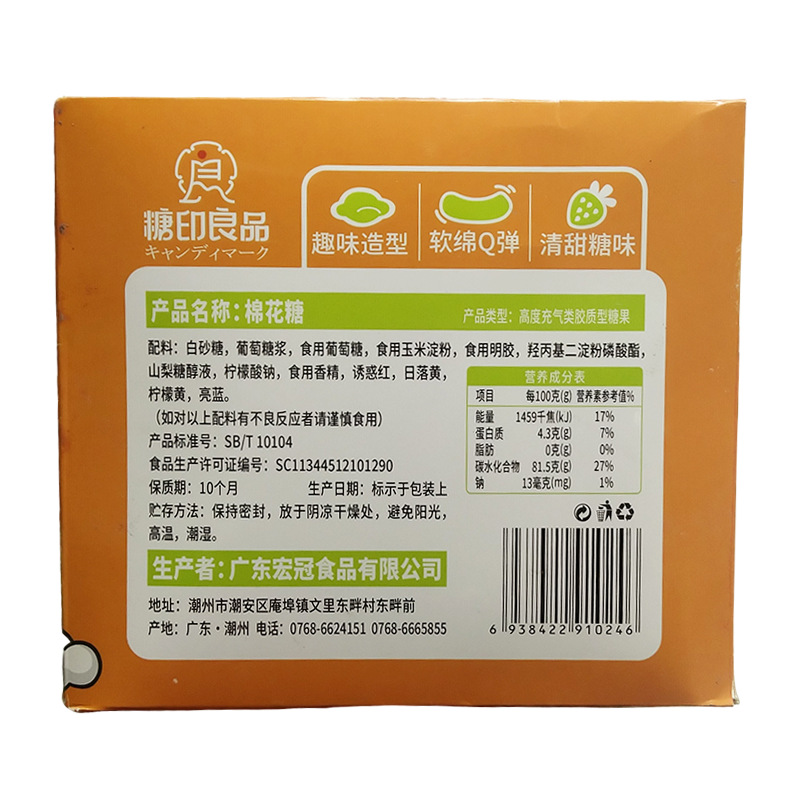 糖印良品
キャンディマーク
趣味造型 软绵Q弹 清甜糖味
产品名称：棉花糖 产品类型：高度充气类胶质型糖果
配料：白砂糖，葡萄糖浆，食用葡萄糖，食用玉米淀粉，食用明胶，羟丙基二淀粉磷酸酯，
山梨糖醇液，柠檬酸钠，食用香精，诱惑红，日落黄，
柠檬黄，亮蓝。
（如对以上配料有不良反应者请谨慎食用）
产品标准号：SB/T 10104
食品生产许可证编号：SC11344512101290
保质期：10个月 生产日期：标示于包装上
贮存方法：保持密封，放于阴凉干燥处，避免阳光，
高温，潮湿。
营养成分表
项目 每100克(g) 营养素参考值%
能量 1459千焦(kJ) 17%
蛋白质 4.3克(g) 7%
脂肪 0克(g) 0%
碳水化合物 81.5克(g) 27%
钠 13毫克(mg) 1%
生产者：广东宏冠食品有限公司
地址：潮州市潮安区庵埠镇文里东畔村东畔前
产地：广东·潮州 电话：0768-6624151 0768-6665855
6 938422 910246